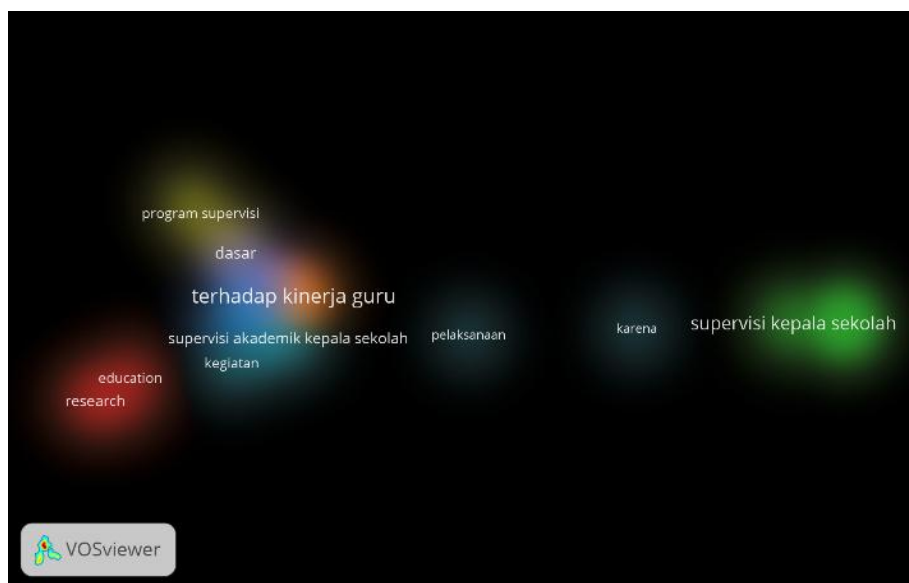 program supervisi
dasar
terhadap kinerja guru
supervisi kepala sekolah
karena
pelaksanaan
supervisi akademik kepala sekolah
kegiatan
education
research
VOSviewer